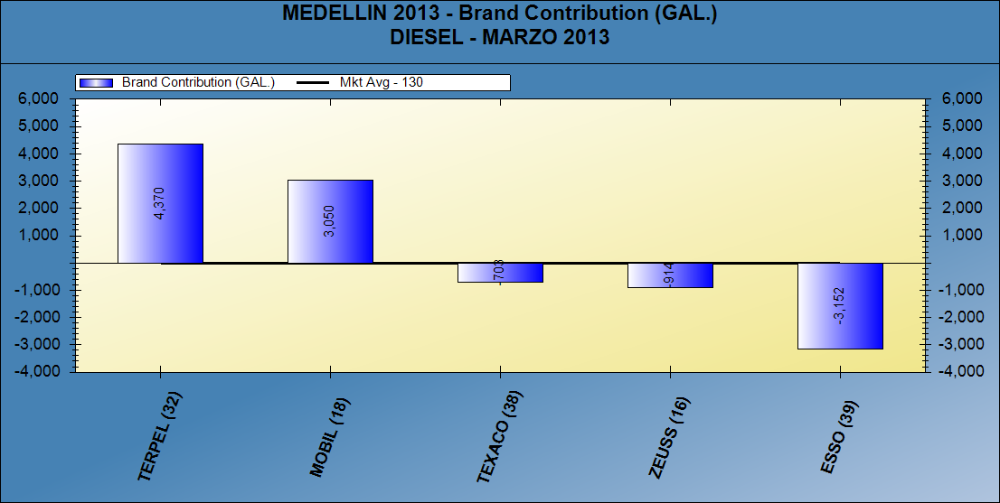 MEDELLIN 2013 - Brand Contribution (GAL.)
DIESEL - MARZO 2013
Brand Contribution (GAL.) Mkt Avg - 130
6,000 6,000
5,000 5,000
4,000 4,000
3,000 3,000
2,000 2,000
1,000 1,000
-1,000 -1,000
-2,000 -2,000
-3,000 -3,000
-4,000 -4,000
4,370
3,050
-703
-914
-3,152
TERPEL (32)
MOBIL (18)
TEXACO (38)
ZEUSS (16)
ESSO (39)